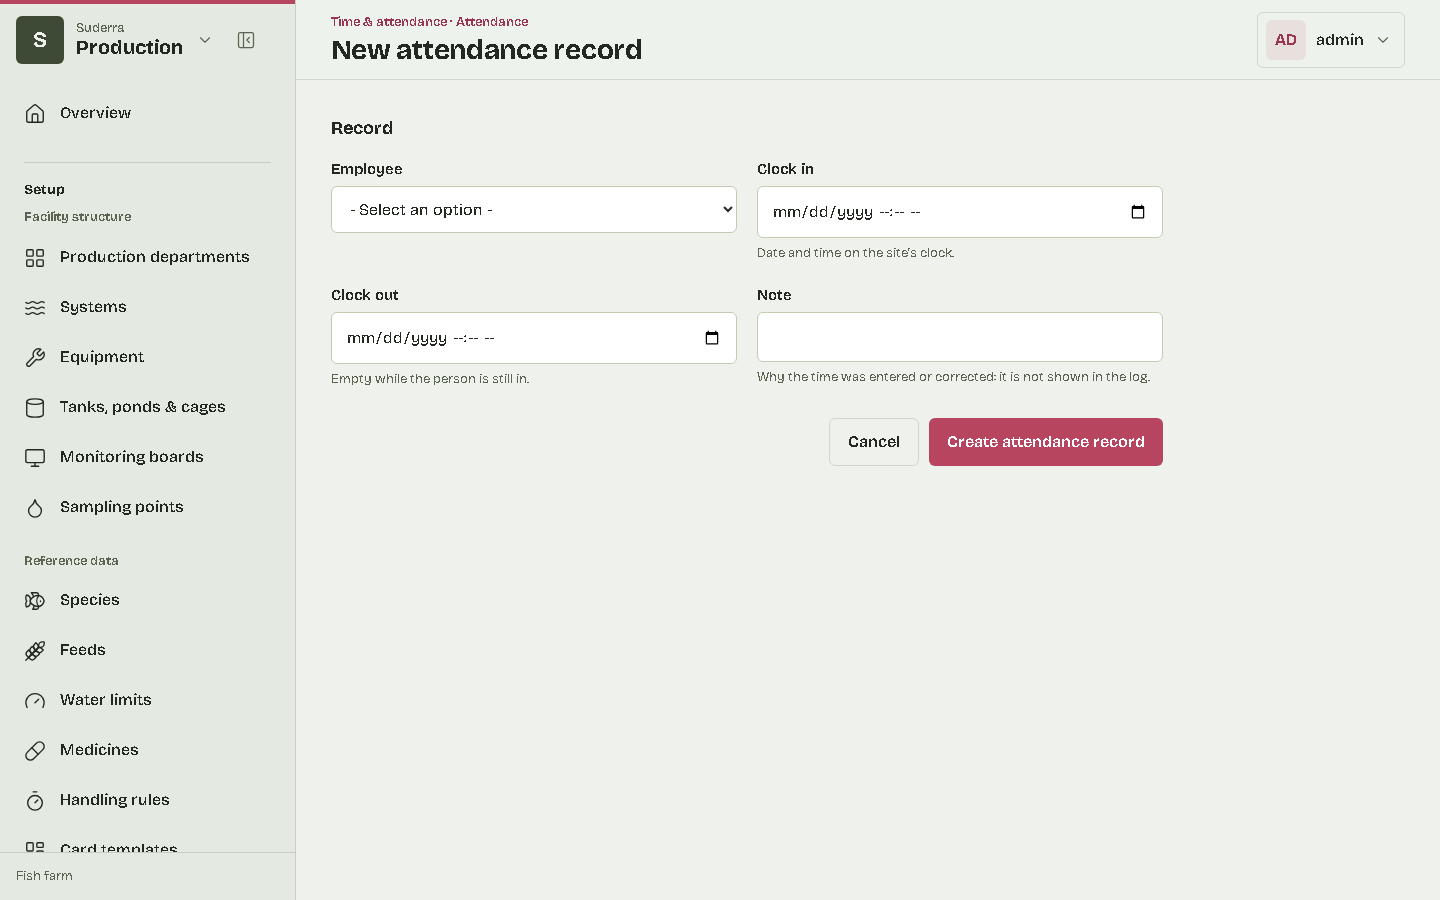 S
Suderra
Production
Overview
Setup
Facility structure
Production departments
Systems
Equipment
Tanks, ponds & cages
Monitoring boards
Sampling points
Reference data
Species
Feeds
Water limits
Medicines
Handling rules
Card templates
Fish farm
Time & attendance · Attendance
New attendance record
AD
admin
Record
Employee
- Select an option -
Clock in
mm/dd/yyyy --:-- --
Date and time on the site's clock.
Clock out
mm/dd/yyyy --:-- --
Empty while the person is still in.
Note
Why the time was entered or corrected: it is not shown in the log.
Cancel
Create attendance record